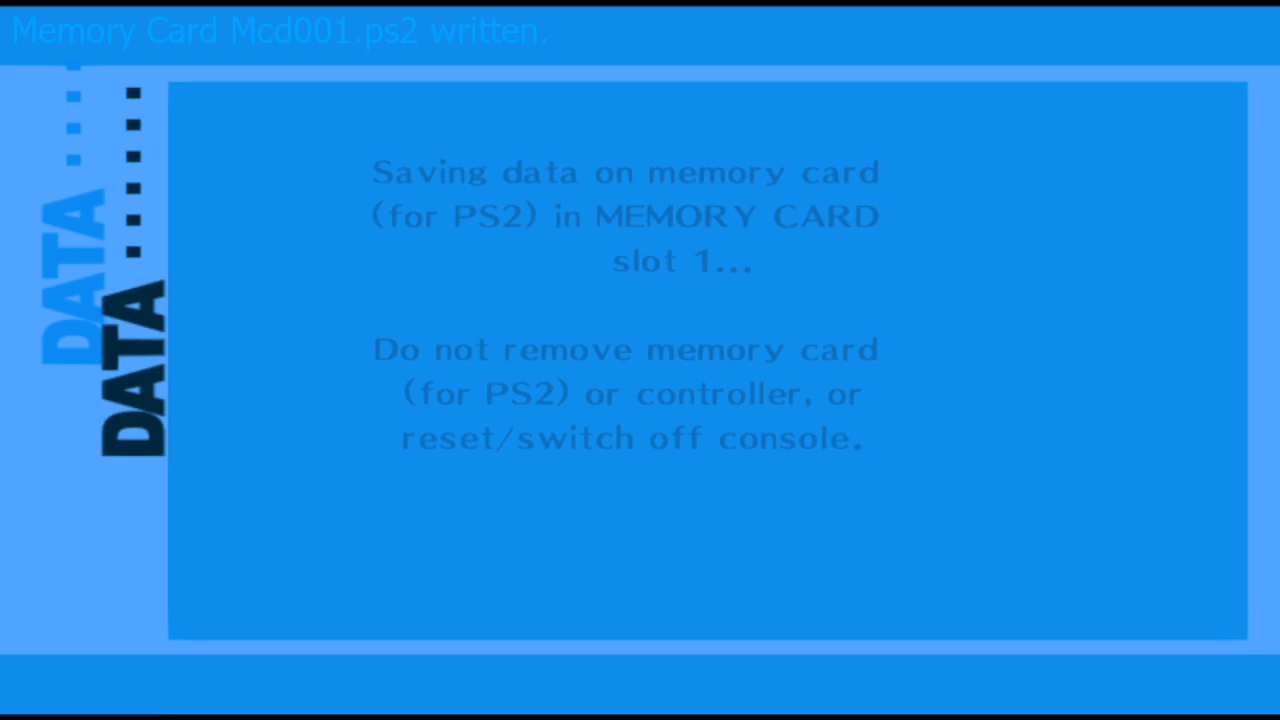 Memory Card Mcd001.ps2 written.
DATA ......
DATA ....
Saving data on memory card
(for PS2) in MEMORY CARD
slot 1...
Do not remove memory card
(for PS2) or controller, or
reset/switch off console.